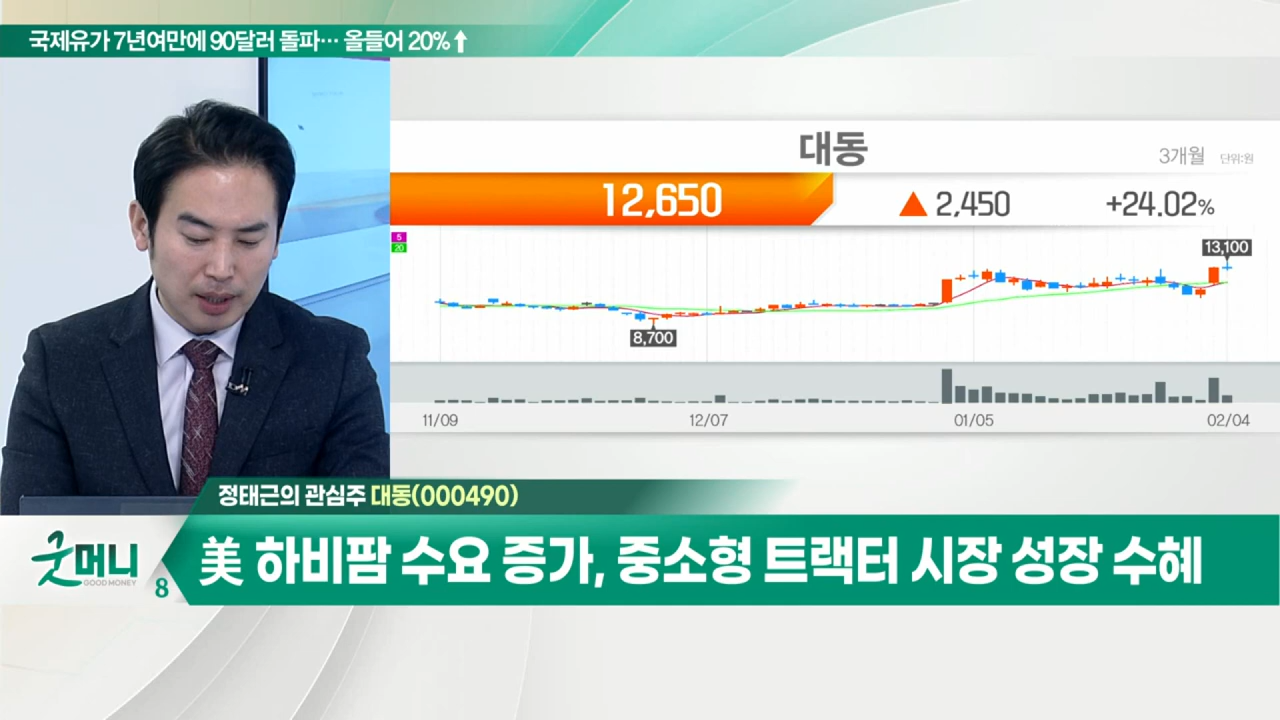 국제유가 7년여만에 90달러 돌파… 올들어 20%⬆
대동
3개월 단위:원
12,650 ▲ 2,450 +24.02%
5
20
13,100
8,700
11/09 12/07 01/05 02/04
정태근의 관심주 대동(000490)
굿머니
GOOD MONEY
8
美 하비팜 수요 증가, 중소형 트랙터 시장 성장 수혜